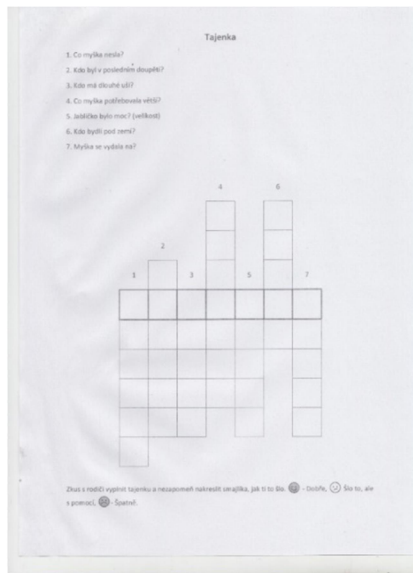 Tajenka
1. Co myška nesla?
2. Kdo byl v posledním doupěti?
3. Kdo má dlouhé uši?
4. Co myška potřebovala větší?
5. Jablíčko bylo moc? (velikost)
6. Kdo bydlí pod zemí?
7. Myška se vydala na?
4 6
2
1 3 5 7
Zkus s rodiči vyplnit tajenku a nezapomeň nakreslit smajlíka, jak ti to šlo. - Dobře, Šlo to, ale
s pomocí, - Špatně.